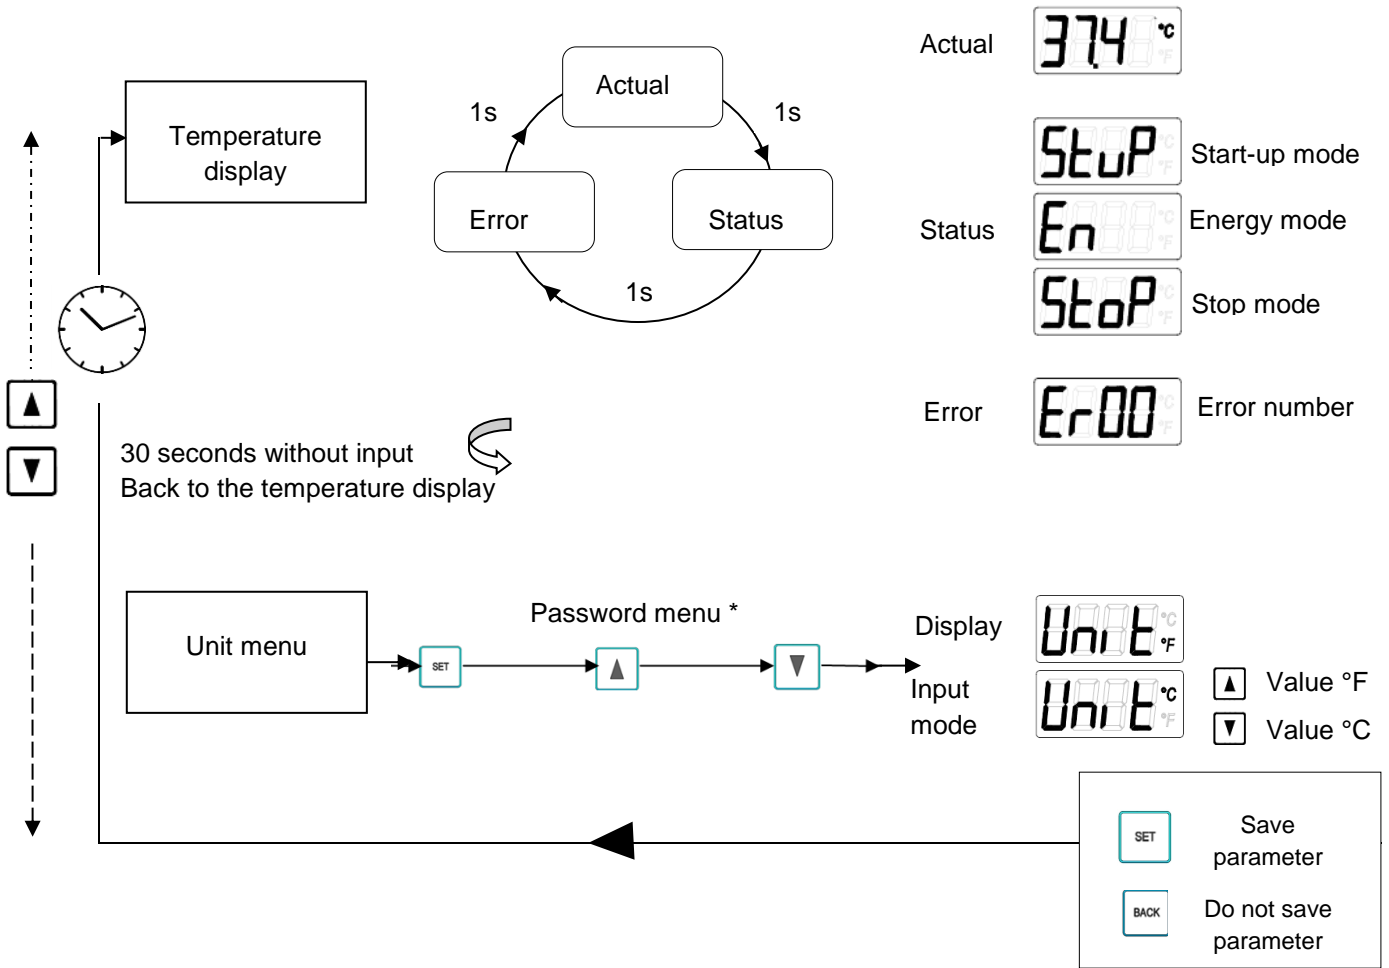 Actual
37.4 °C
°F
Temperature
display
Actual
1s
1s
Error
Status
1s
StuP °C
°F
Start-up mode
Status
En °C
°F
Energy mode
StoP °C
°F
Stop mode
Error
Er00 °C
°F
Error number
30 seconds without input
Back to the temperature display
Unit menu
SET
Password menu *
Display
Unit °C
°F
Input
mode
Unit °C
°F
Value °F
Value °C
SET
Save
parameter
BACK
Do not save
parameter